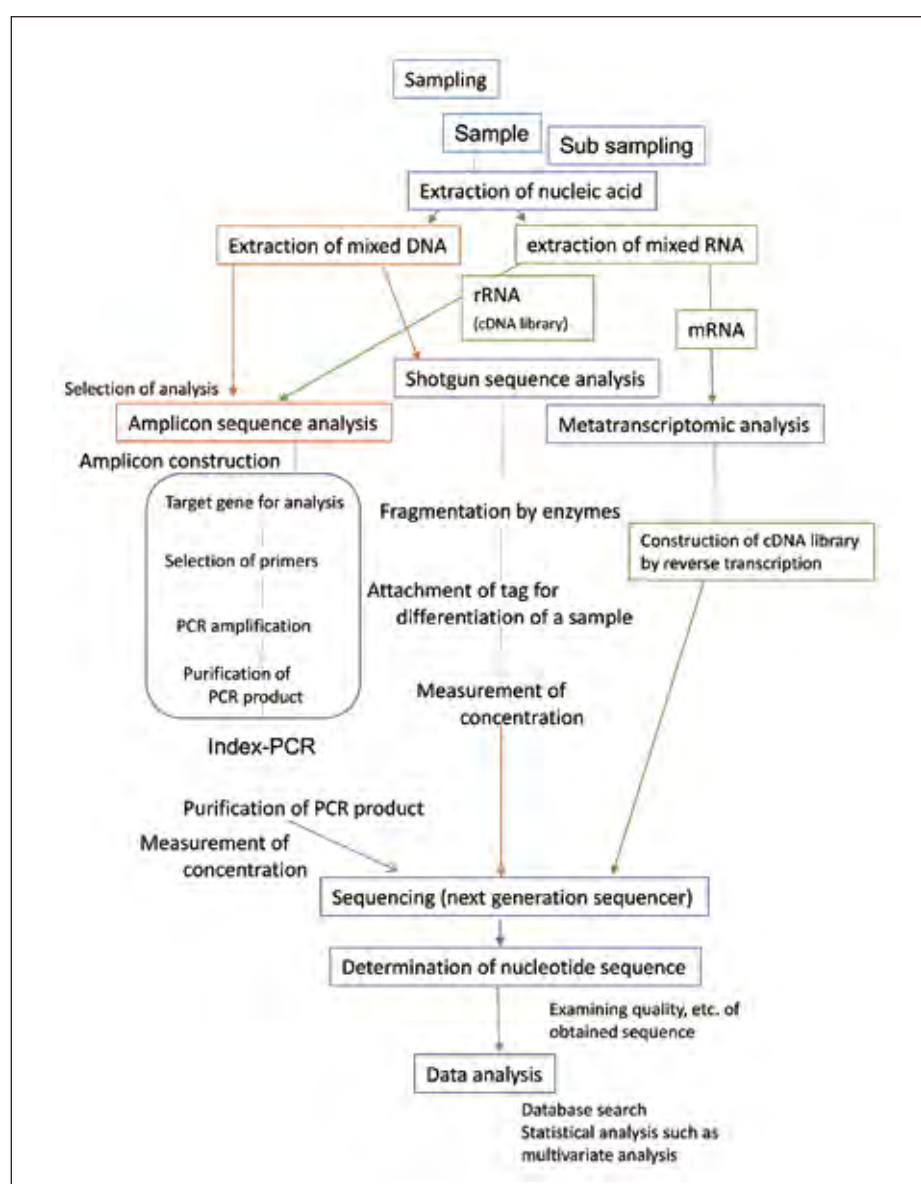 Sampling
Sample
Sub sampling
Extraction of nucleic acid
Extraction of mixed DNA
extraction of mixed RNA
rRNA
(cDNA library)
mRNA
Shotgun sequence analysis
Selection of analysis
Amplicon sequence analysis
Metatranscriptomic analysis
Amplicon construction
Target gene for analysis
Selection of primers
PCR amplification
Purification of
PCR product
Index-PCR
Fragmentation by enzymes
Attachment of tag for
differentiation of a sample
Measurement of
concentration
Construction of cDNA library
by reverse transcription
Purification of PCR product
Measurement of
concentration
Sequencing (next generation sequencer)
Determination of nucleotide sequence
Examining quality, etc. of
obtained sequence
Data analysis
Database search
Statistical analysis such as
multivariate analysis